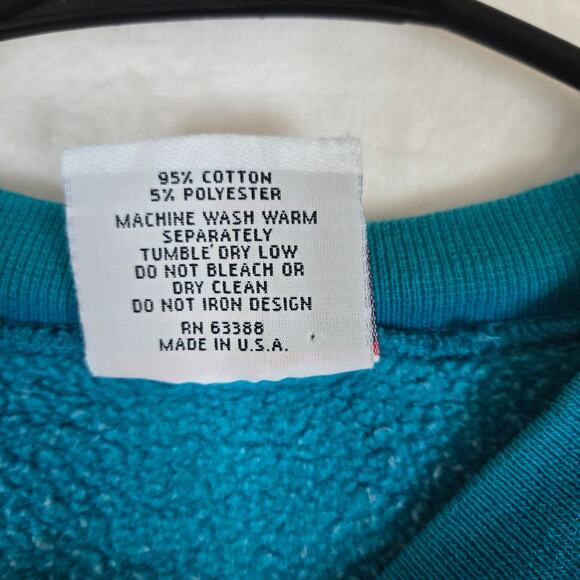 95% COTTON
5% POLYESTER
MACHINE WASH WARM
SEPARATELY
TUMBLE DRY LOW
DO NOT BLEACH OR
DRY CLEAN
DO NOT IRON DESIGN
RN 63388
MADE IN U.S.A.